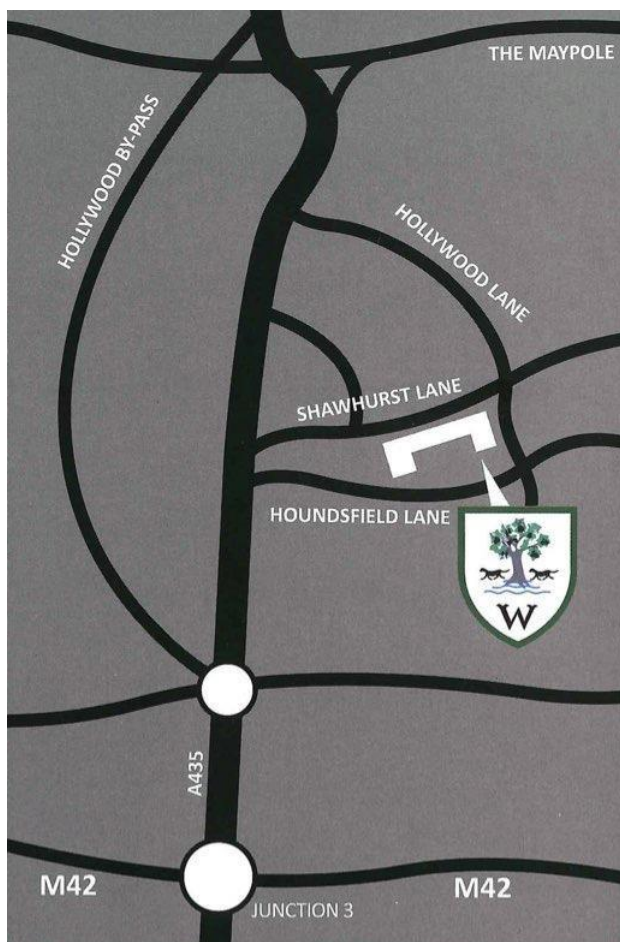 THE MAYPOLE
HOLLYWOOD BY-PASS
HOLLYWOOD LANE
SHAWHURST LANE
HOUNDSFIELD LANE
W
A435
M42
M42
JUNCTION 3